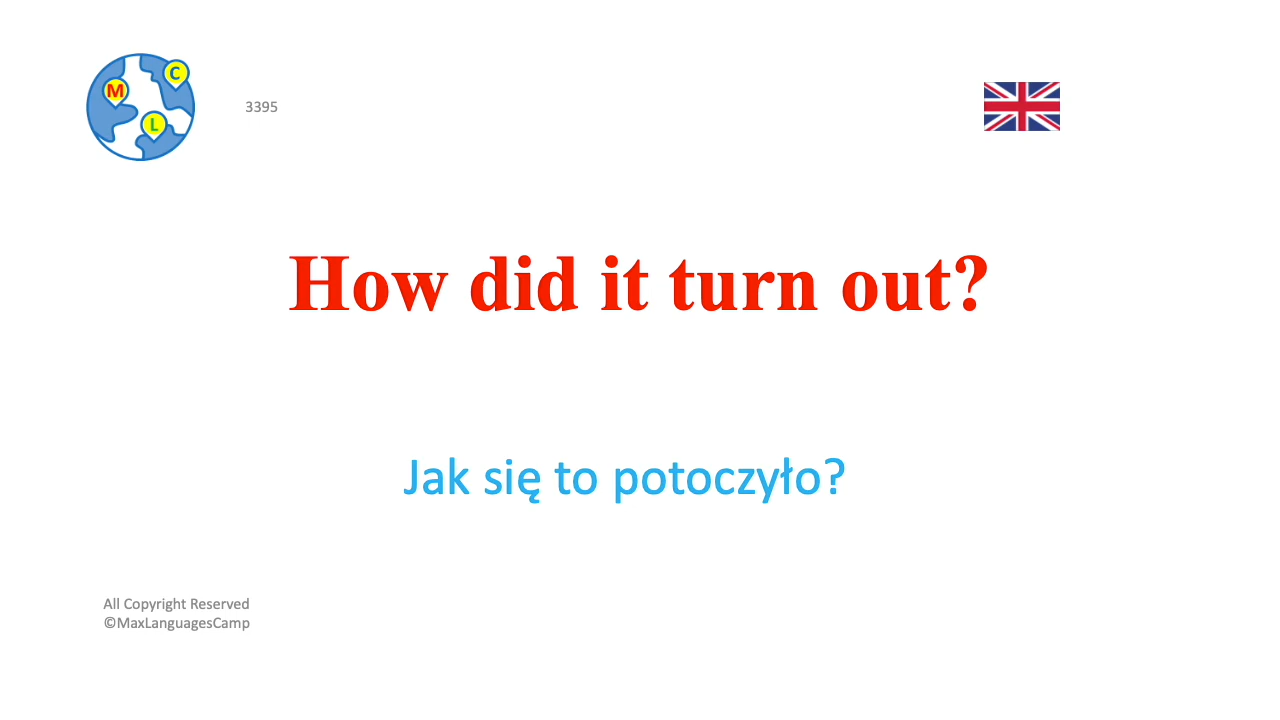 C
M
L
3395
How did it turn out?
Jak się to potoczyło?
All Copyright Reserved
©MaxLanguagesCamp